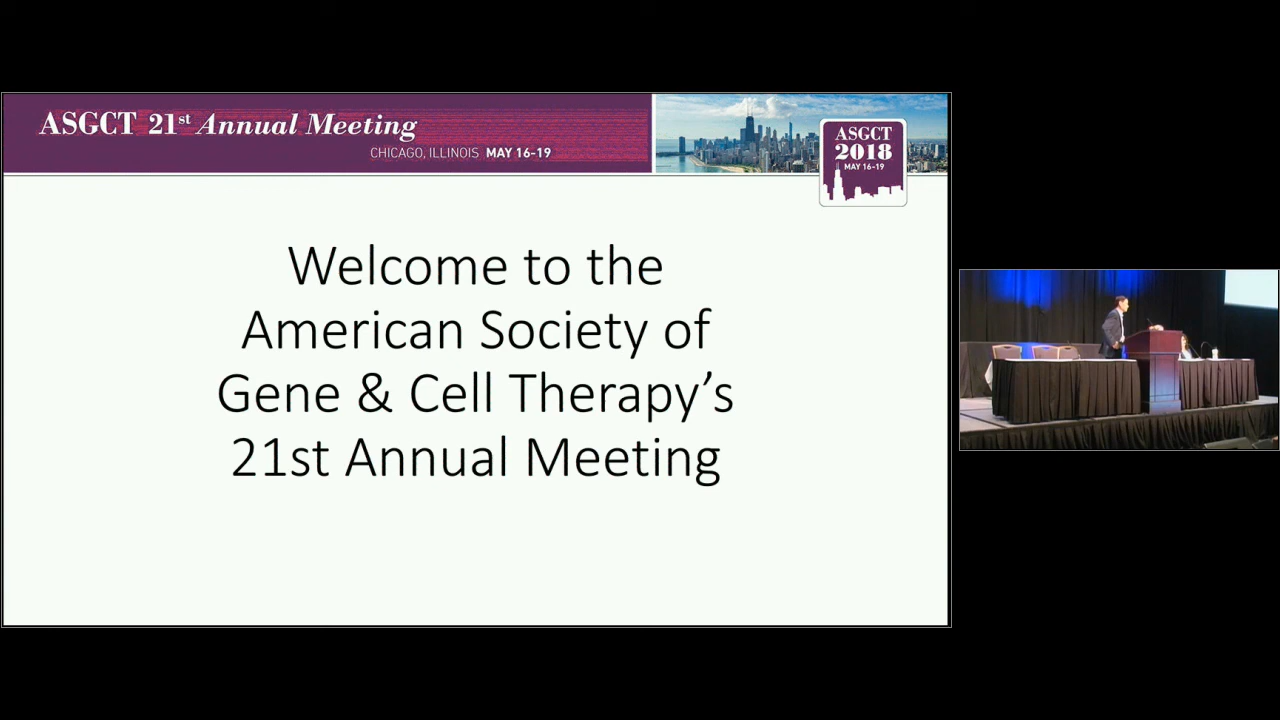 ASGCT 21st Annual Meeting
CHICAGO, ILLINOIS MAY 16-19
ASGCT
2018
MAY 16-19
Welcome to the
American Society of
Gene & Cell Therapy’s
21st Annual Meeting